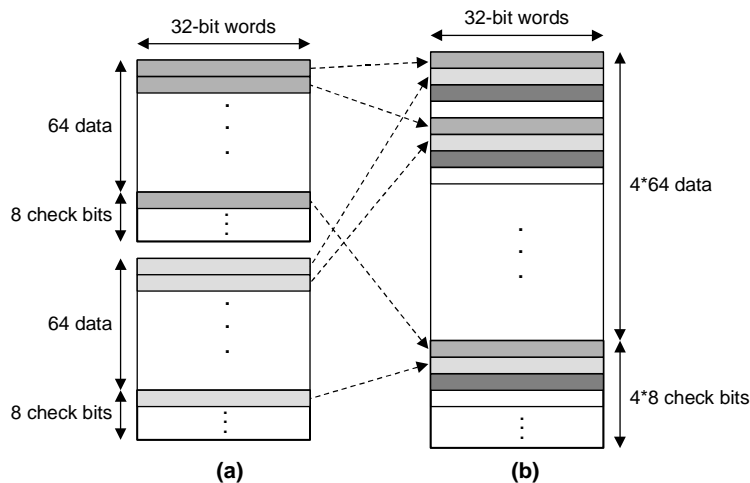 32-bit words
64 data
8 check bits
64 data
8 check bits
(a)
32-bit words
4*64 data
4*8 check bits
(b)